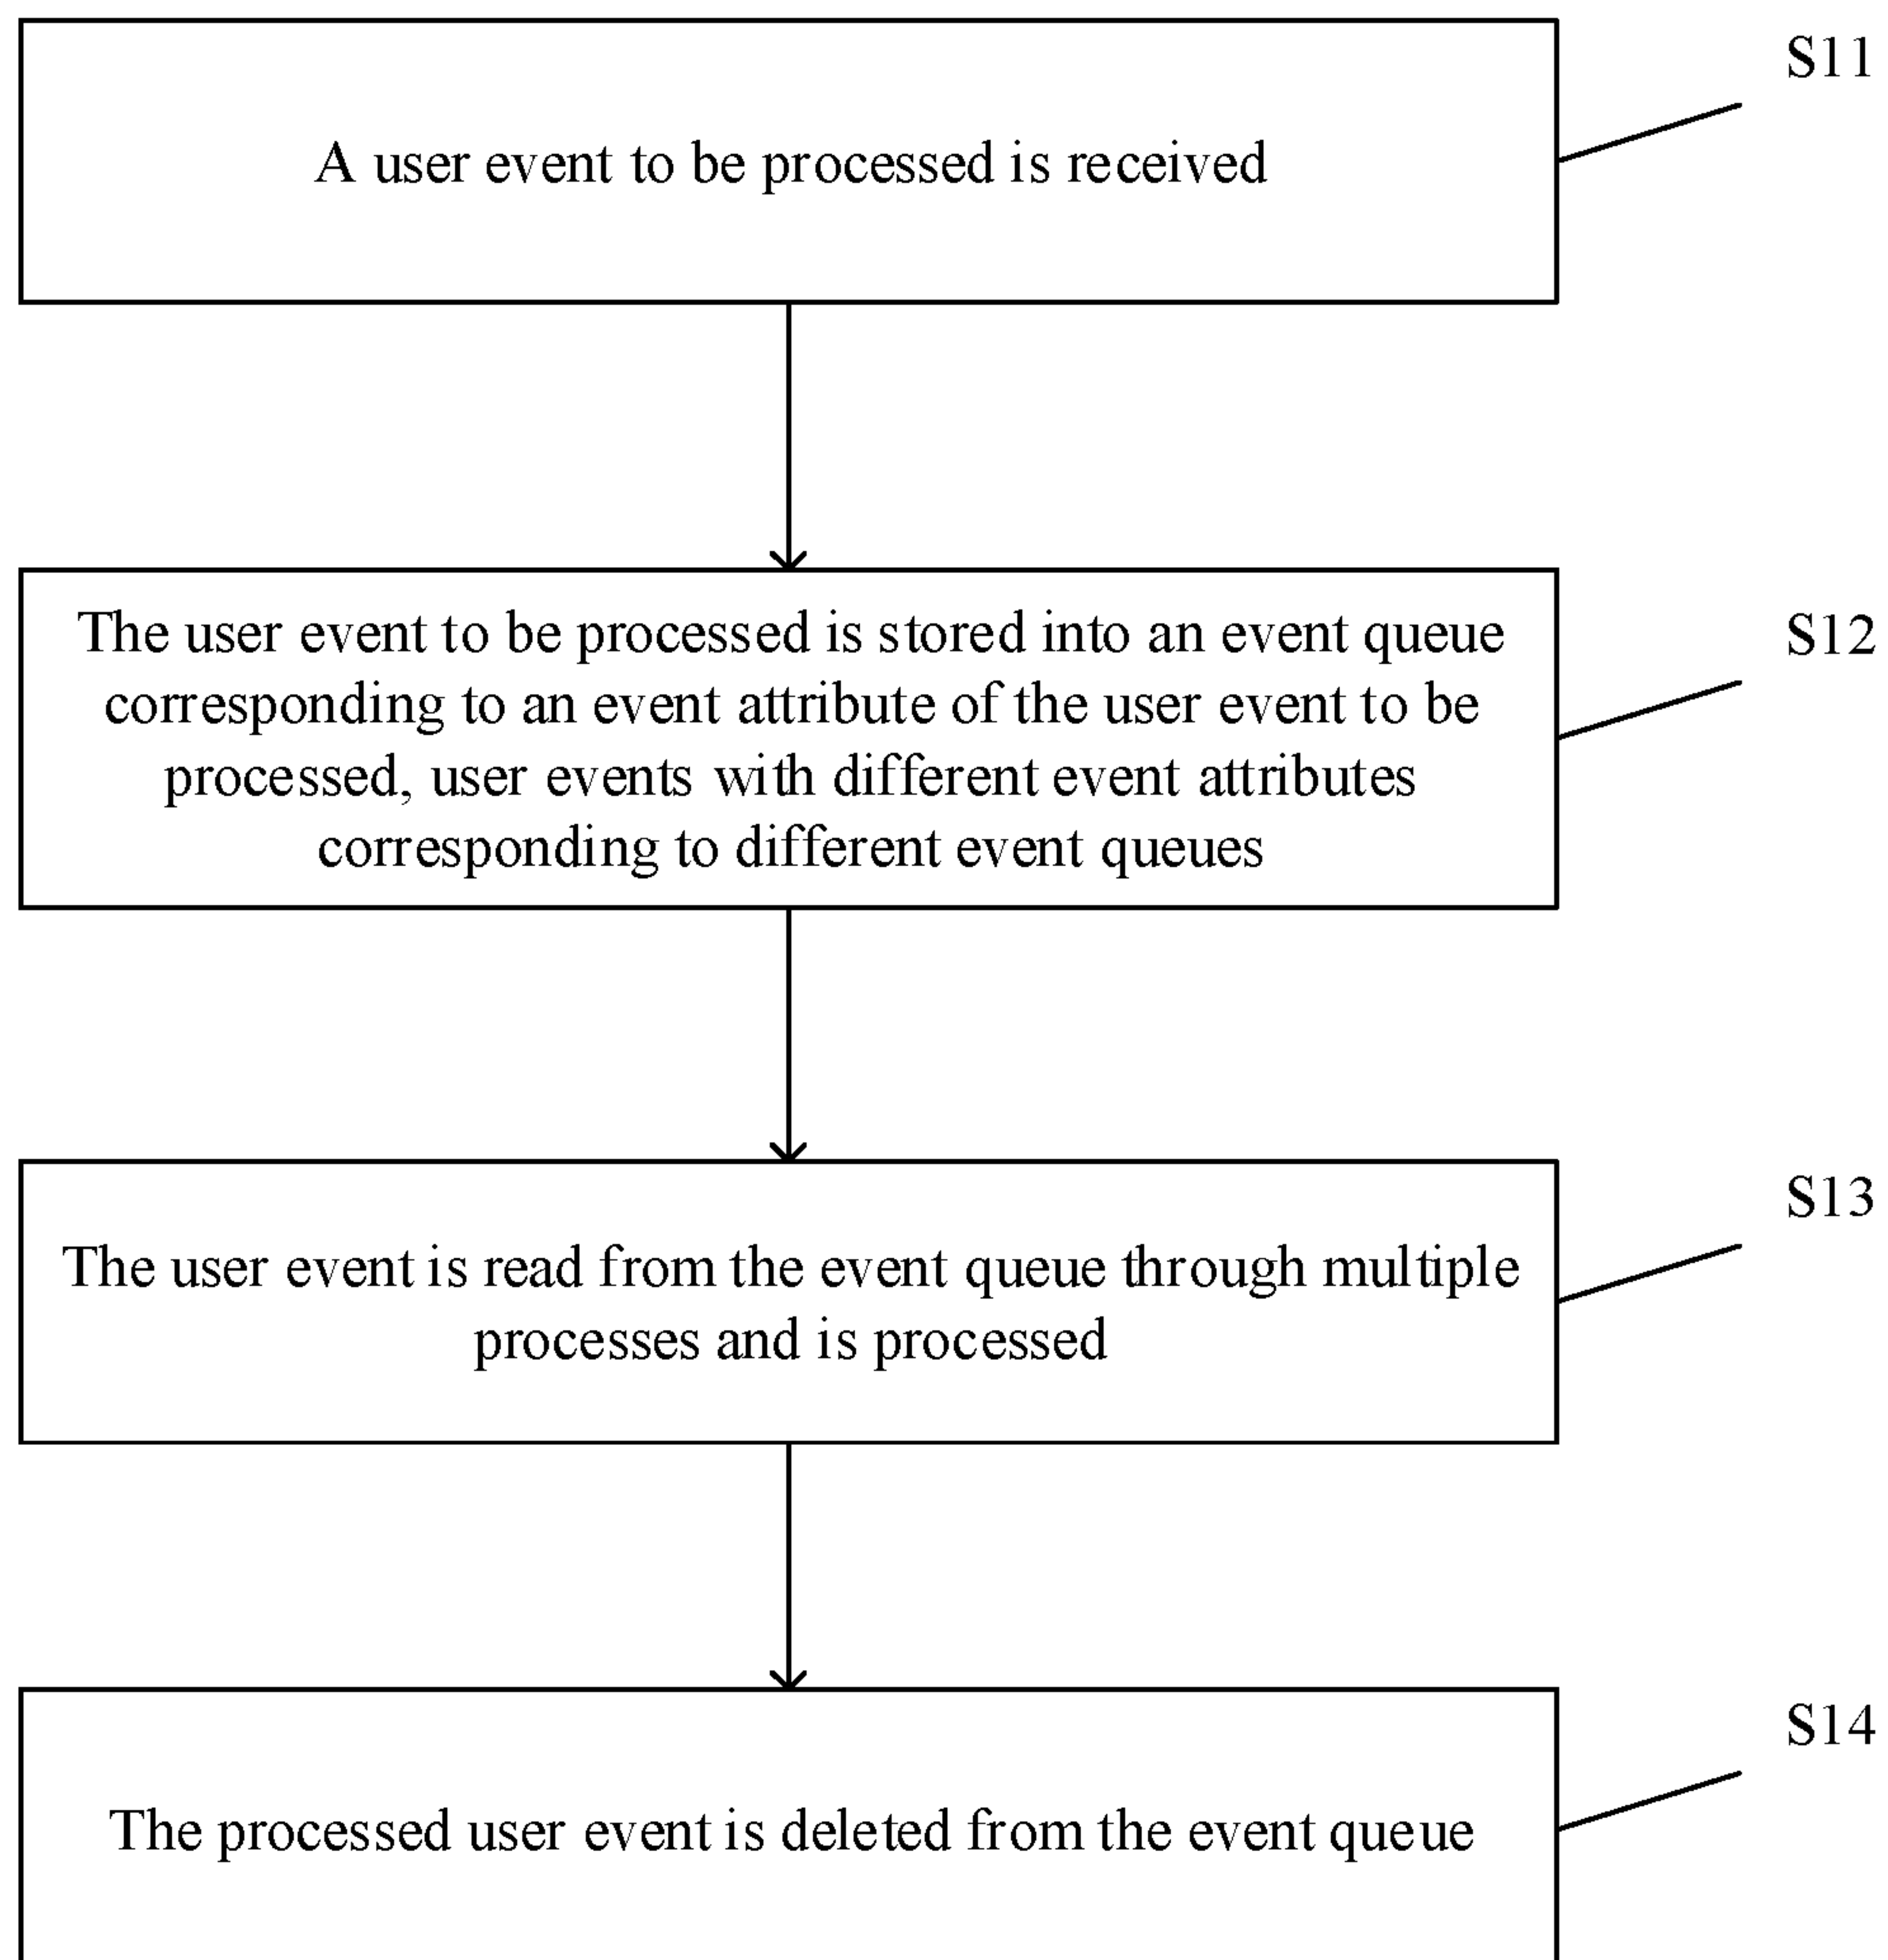 S11
A user event to be processed is received
The user event to be processed is stored into an event queue
S12
corresponding to an event attribute of the user event to be
processed, user events with different event attributes
corresponding to different event queues
S13
The user event is read from the event queue through multiple
processes and is processed
S14
The processed user event is deleted from the event queue